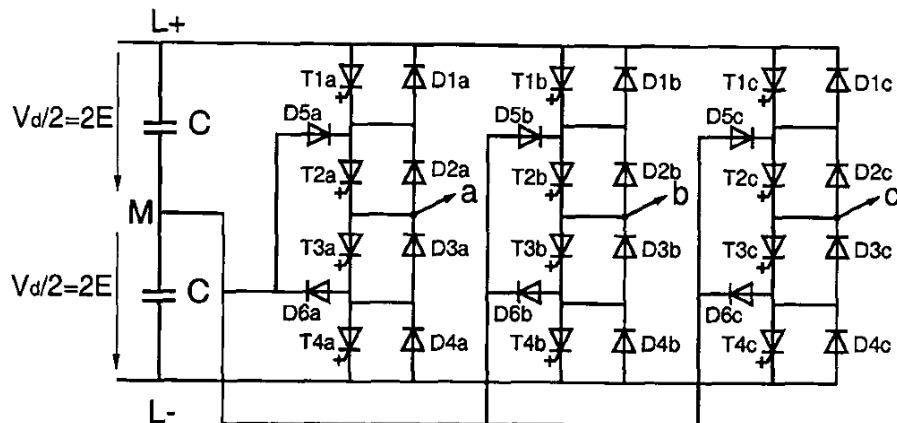 L+
T1a D1a T1b D1b T1c D1c
Vd/2=2E C D5a D5b D5c
T2a D2a T2b D2b T2c D2c
M a b c
T3a D3a T3b D3b T3c D3c
Vd/2=2E C D6a D6b D6c
T4a D4a T4b D4b T4c D4c
L-